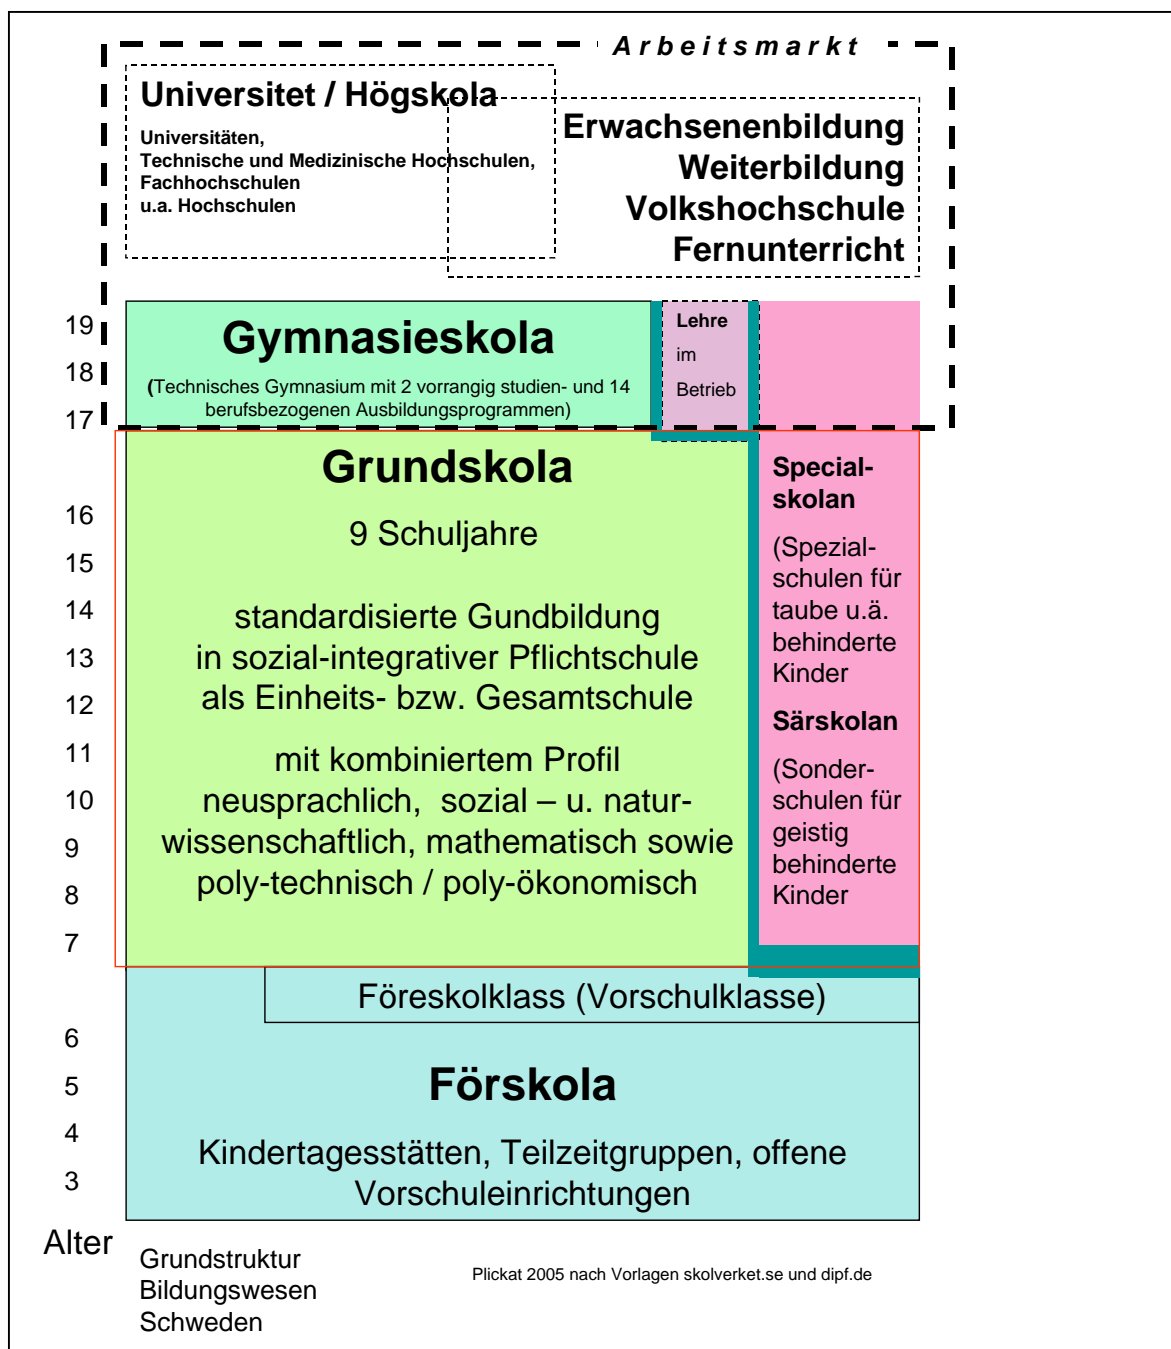 Arbeitsmarkt
Universitet / Högskola
Universitäten,
Technische und Medizinische Hochschulen,
Fachhochschulen
u.a. Hochschulen
Erwachsenenbildung
Weiterbildung
Volkshochschule
Fernunterricht
19
18
17
Gymnasieskola
(Technisches Gymnasium mit 2 vorrangig studien- und 14
berufsbezogenen Ausbildungsprogrammen)
Lehre
im
Betrieb
16
15
14
13
12
11
10
9
8
7
Grundskola
9 Schuljahre
standardisierte Gundbildung
in sozial-integrativer Pflichtschule
als Einheits- bzw. Gesamtschule
mit kombiniertem Profil
neusprachlich, sozial – u. natur-
wissenschaftlich, mathematisch sowie
poly-technisch / poly-ökonomisch
Special-
skolan
(Spezial-
schulen für
taube u.ä.
behinderte
Kinder
Särskolan
(Sonder-
schulen für
geistig
behinderte
Kinder
Föreskolklass (Vorschulklasse)
6
5
4
3
Förskola
Kindertagesstätten, Teilzeitgruppen, offene
Vorschuleinrichtungen
Alter
Grundstruktur
Bildungswesen
Schweden
Plickat 2005 nach Vorlagen skolverket.se und dipf.de